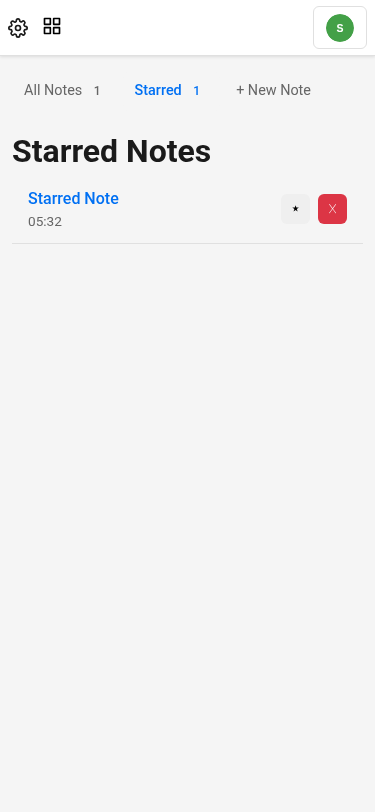 S
All Notes 1 Starred 1 + New Note
Starred Notes
Starred Note
05:32
★ X